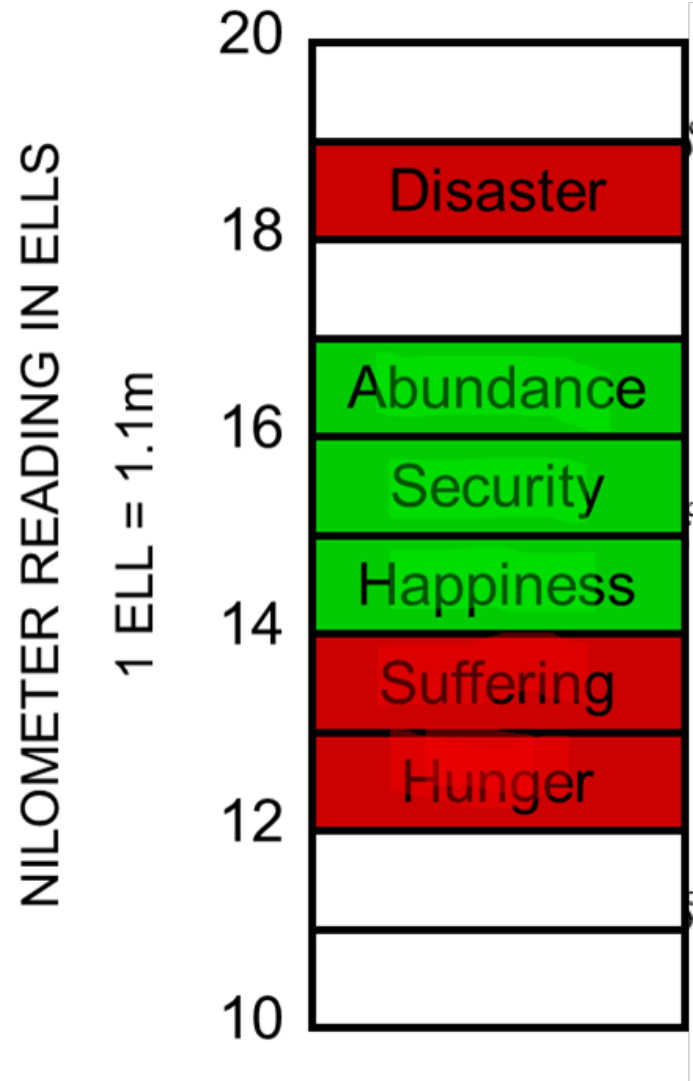 NILOMETER READING IN ELLS
1 ELL = 1.1m
20
Disaster
18
Abundance
16
Security
Happiness
14
Suffering
Hunger
12
10